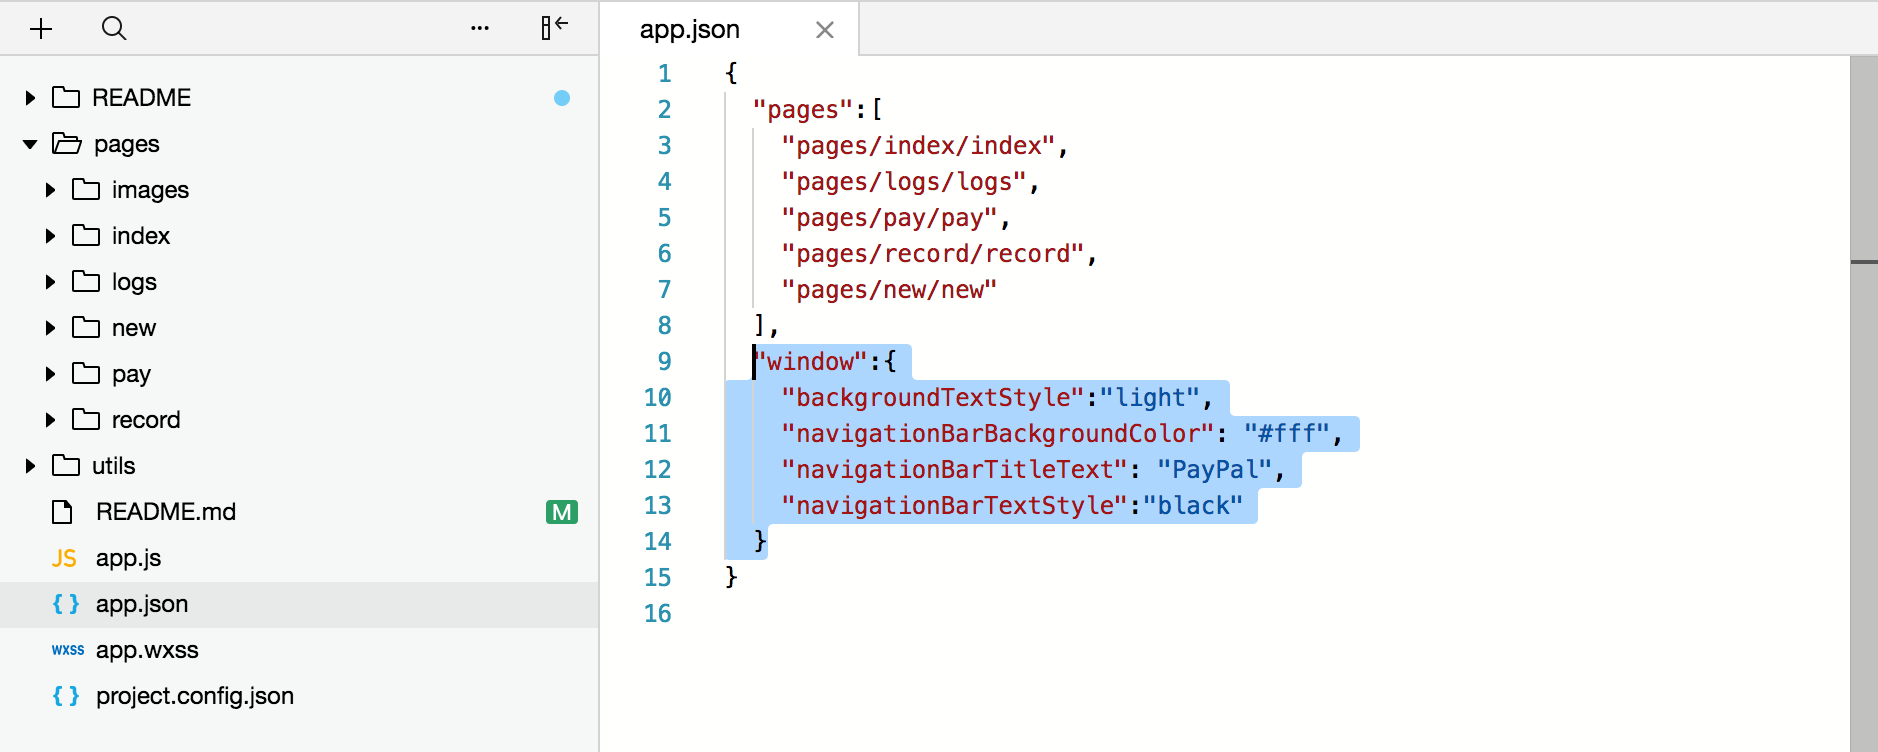 README
pages
images
index
logs
new
pay
record
utils
README.md M
JS app.js
{ } app.json
wxss app.wxss
{ } project.config.json
app.json
1 {
2 "pages":[
3 "pages/index/index",
4 "pages/logs/logs",
5 "pages/pay/pay",
6 "pages/record/record",
7 "pages/new/new"
8 ],
9 "window":{
10 "backgroundTextStyle":"light",
11 "navigationBarBackgroundColor": "#fff",
12 "navigationBarTitleText": "PayPal",
13 "navigationBarTextStyle":"black"
14 }
15 }
16